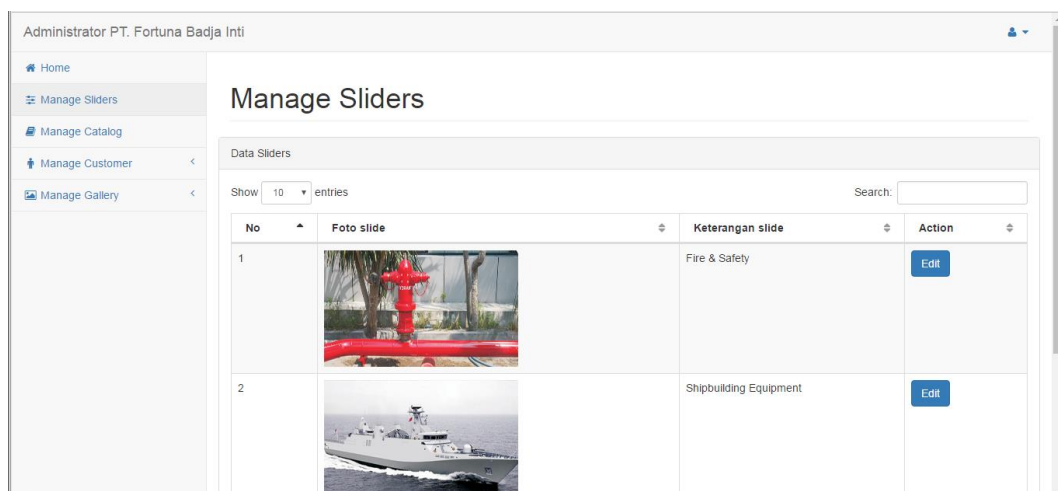 Administrator PT. Fortuna Badja Inti
Home
Manage Sliders
Manage Catalog
Manage Customer
Manage Gallery
Manage Sliders
Data Sliders
Show 10 entries Search:
No Foto slide Keterangan slide Action
1 Fire & Safety Edit
2 Shipbuilding Equipment Edit